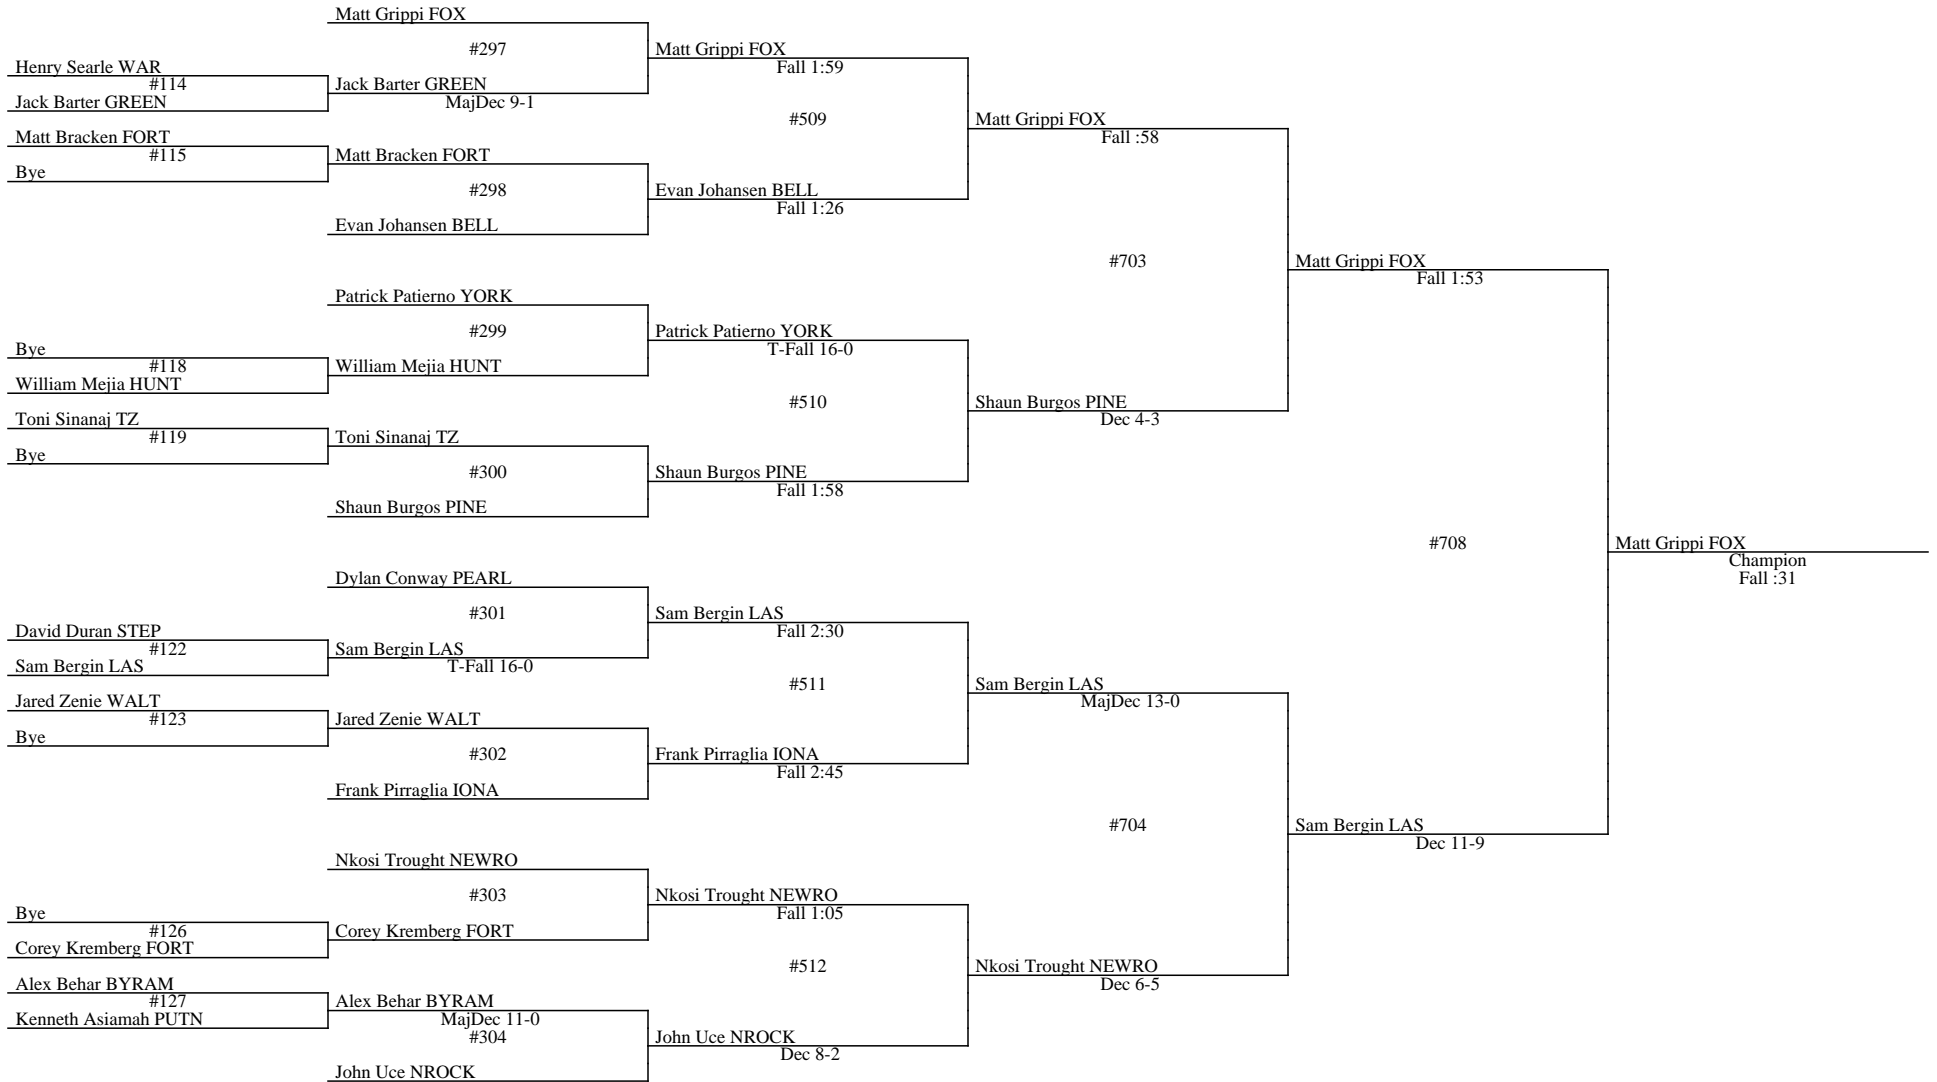 Matt Grippi FOX
#297
Matt Grippi FOX
Henry Searle WAR
Fall 1:59
#114
Jack Barter GREEN
Jack Barter GREEN
MajDec 9-1
#509
Matt Grippi FOX
Matt Bracken FORT
Fall :58
#115
Matt Bracken FORT
Bye
#298
Evan Johansen BELL
Fall 1:26
Evan Johansen BELL
#703
Matt Grippi FOX
Fall 1:53
Patrick Patierno YORK
#299
Patrick Patierno YORK
Bye
T-Fall 16-0
#118
William Mejia HUNT
William Mejia HUNT
#510
Shaun Burgos PINE
Toni Sinanaj TZ
Dec 4-3
#119
Toni Sinanaj TZ
Bye
#300
Shaun Burgos PINE
Fall 1:58
Shaun Burgos PINE
#708
Matt Grippi FOX
Champion
Fall :31
Dylan Conway PEARL
#301
Sam Bergin LAS
David Duran STEP
Fall 2:30
#122
Sam Bergin LAS
Sam Bergin LAS
T-Fall 16-0
#511
Sam Bergin LAS
Jared Zenie WALT
MajDec 13-0
#123
Jared Zenie WALT
Bye
#302
Frank Pirraglia IONA
Fall 2:45
Frank Pirraglia IONA
#704
Sam Bergin LAS
Dec 11-9
Nkosi Trought NEWRO
#303
Nkosi Trought NEWRO
Bye
Fall 1:05
#126
Corey Kremberg FORT
Corey Kremberg FORT
#512
Nkosi Trought NEWRO
Alex Behar BYRAM
Dec 6-5
#127
Alex Behar BYRAM
Kenneth Asiamah PUTN
MajDec 11-0
#304
John Uce NROCK
Dec 8-2
John Uce NROCK